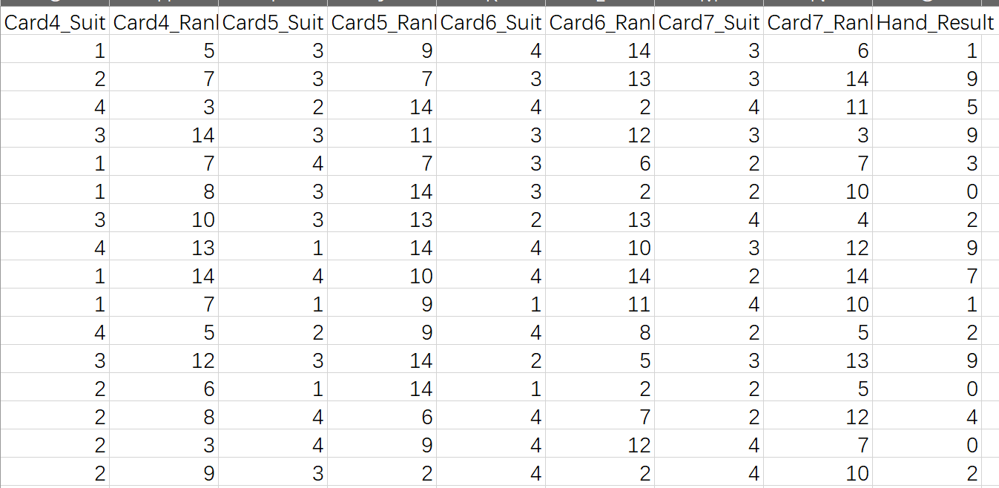 Card4_Suit Card4_Ranl Card5_Suit Card5_Ranl Card6_Suit Card6_Ranl Card7_Suit Card7_Ranl Hand_Result
1 5 3 9 4 14 3 6 1
2 7 3 7 3 13 3 14 9
4 3 2 14 4 2 4 11 5
3 14 3 11 3 12 3 3 9
1 7 4 7 3 6 2 7 3
1 8 3 14 3 2 2 10 0
3 10 3 13 2 13 4 4 2
4 13 1 14 4 10 3 12 9
1 14 4 10 4 14 2 14 7
1 7 1 9 1 11 4 10 1
4 5 2 9 4 8 2 5 2
3 12 3 14 2 5 3 13 9
2 6 1 14 1 2 2 5 0
2 8 4 6 4 7 2 12 4
2 3 4 9 4 12 4 7 0
2 9 3 2 4 2 4 10 2